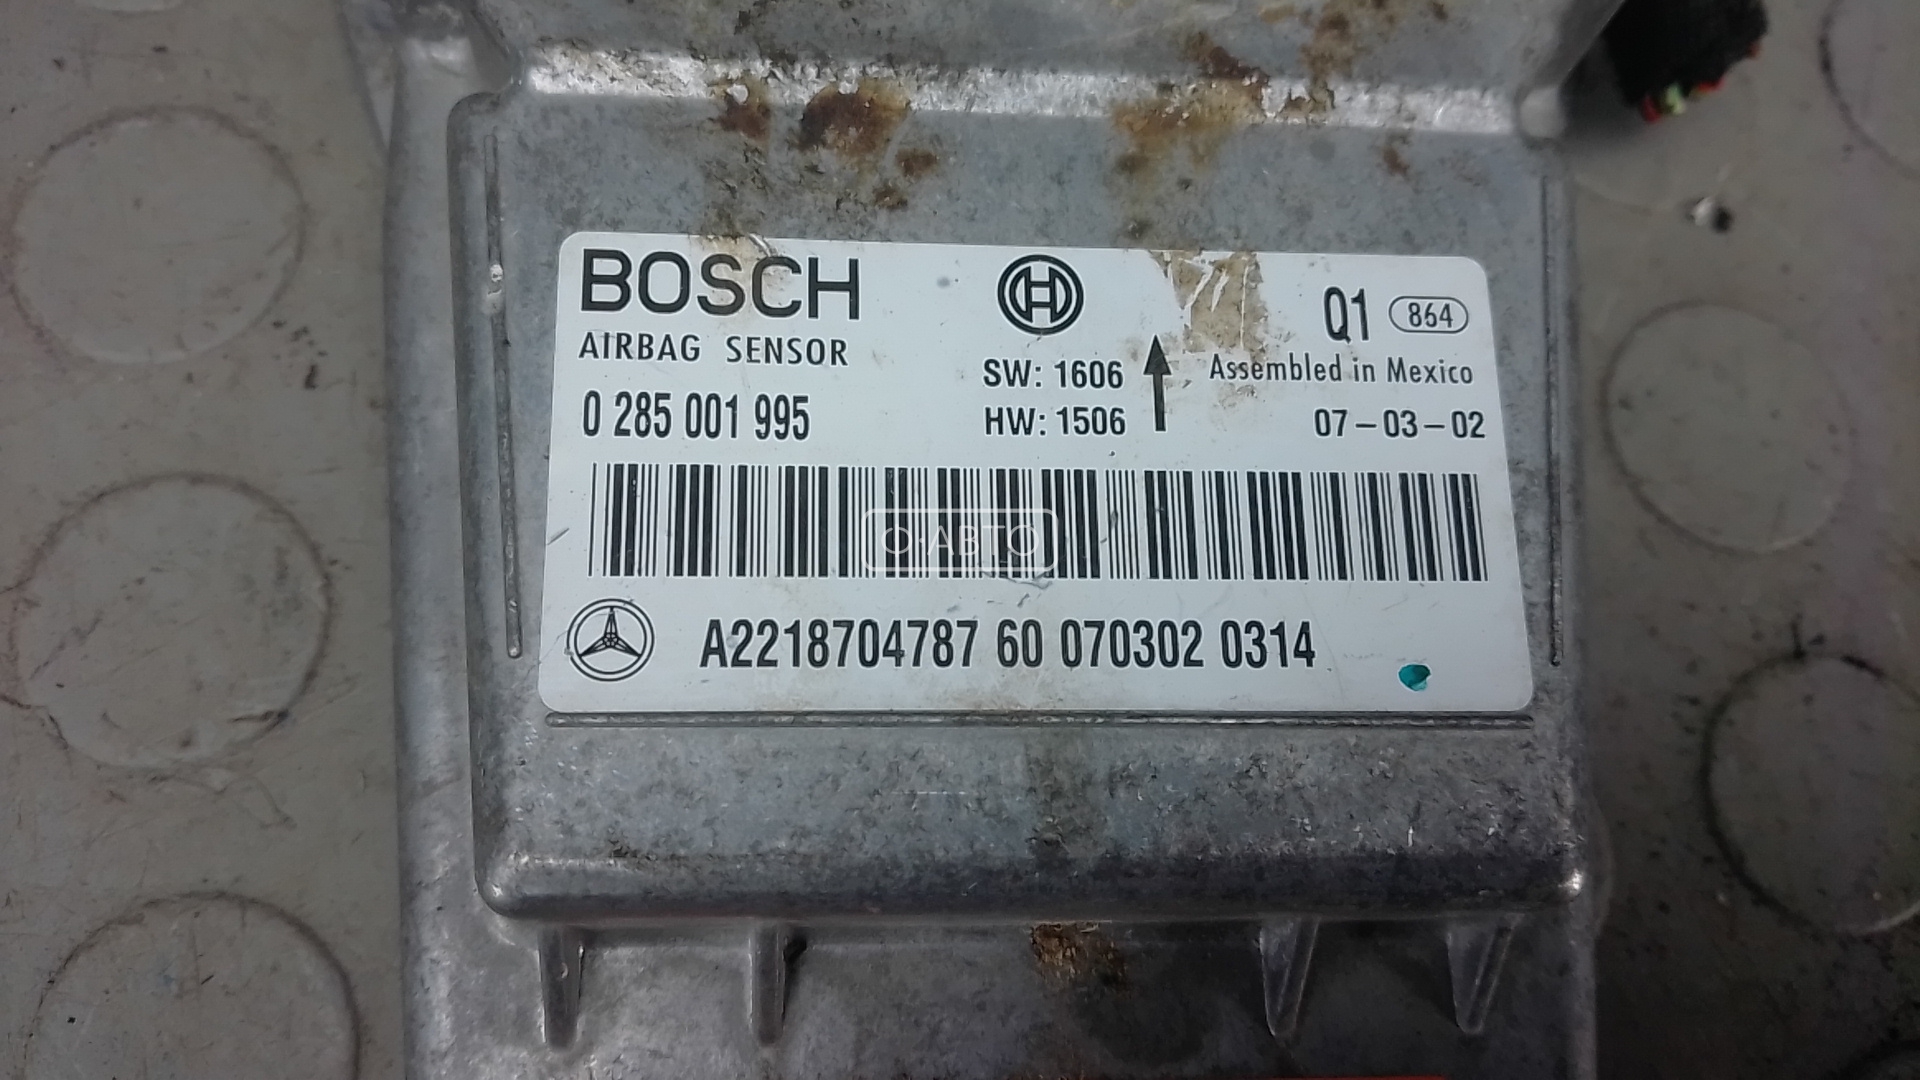 BOSCH
AIRBAG SENSOR
0 285 001 995
SW: 1606
HW: 1506
Q1 864
Assembled in Mexico
07-03-02
О·АВТО
A2218704787 60 070302 0314